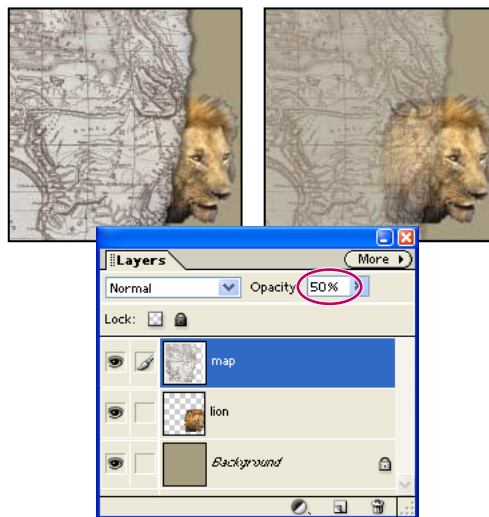 Layers
More
Normal
Opacity: 50%
Lock:
map
lion
Background